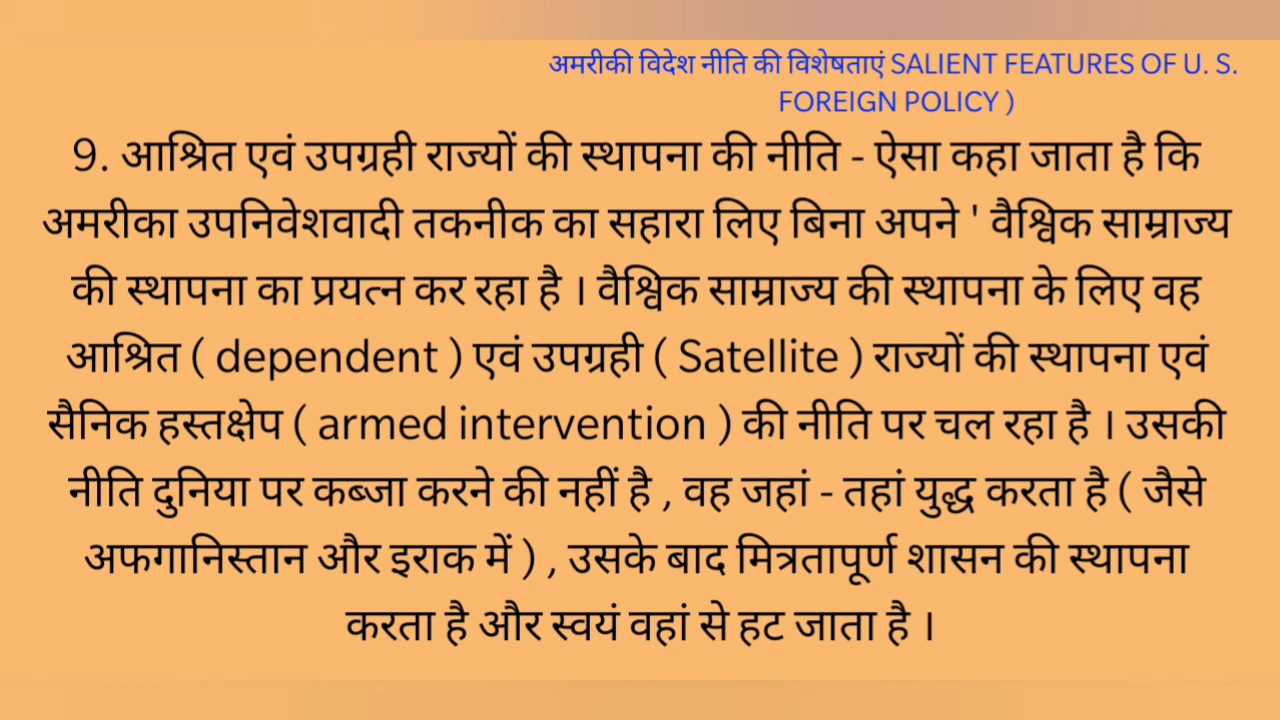 अमरीकी विदेश नीति की विशेषताएं SALIENT FEATURES OF U. S.
FOREIGN POLICY )
9. आश्रित एवं उपग्रही राज्यों की स्थापना की नीति - ऐसा कहा जाता है कि
अमरीका उपनिवेशवादी तकनीक का सहारा लिए बिना अपने ' वैश्विक साम्राज्य
की स्थापना का प्रयत्न कर रहा है । वैश्विक साम्राज्य की स्थापना के लिए वह
आश्रित ( dependent ) एवं उपग्रही ( Satellite ) राज्यों की स्थापना एवं
सैनिक हस्तक्षेप ( armed intervention ) की नीति पर चल रहा है । उसकी
नीति दुनिया पर कब्जा करने की नहीं है , वह जहां - तहां युद्ध करता है ( जैसे
अफगानिस्तान और इराक में ) , उसके बाद मित्रतापूर्ण शासन की स्थापना
करता है और स्वयं वहां से हट जाता है ।